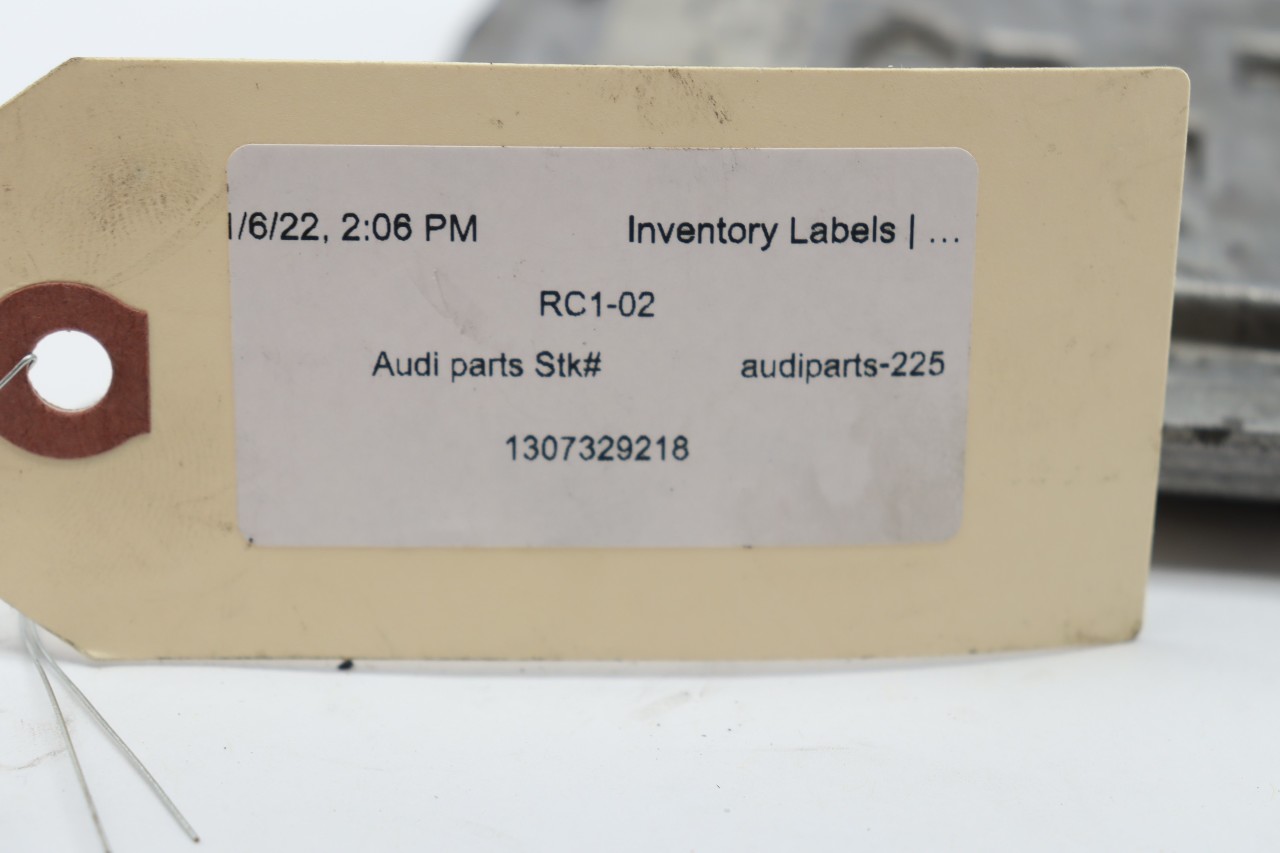 1/6/22, 2:06 PM Inventory Labels | ...
RC1-02
Audi parts Stk# audiparts-225
1307329218